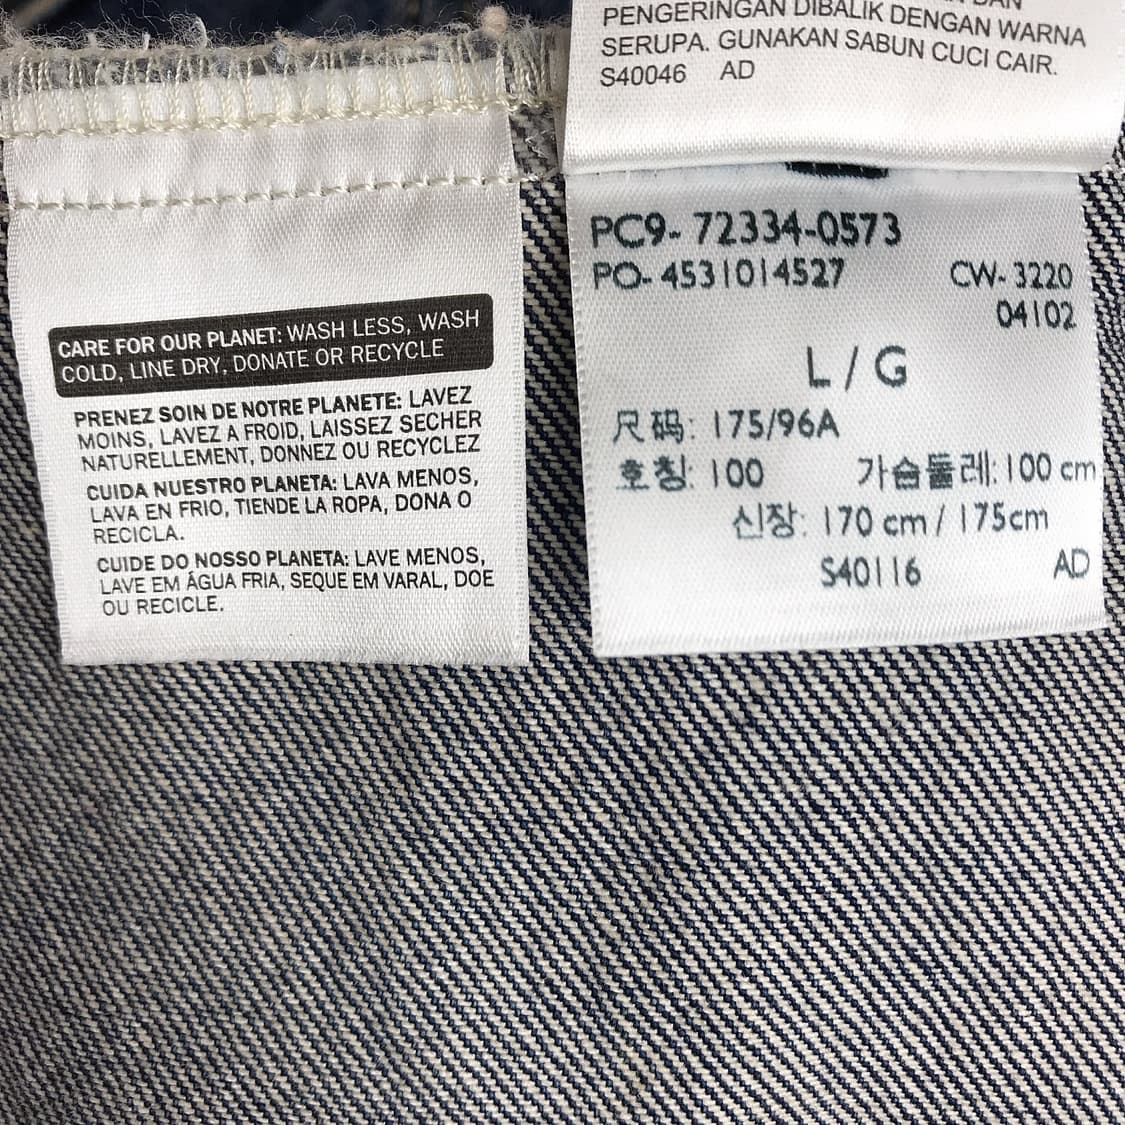 CARE FOR OUR PLANET: WASH LESS, WASH
COLD, LINE DRY, DONATE OR RECYCLE
PRENEZ SOIN DE NOTRE PLANETE: LAVEZ
MOINS, LAVEZ A FROID, LAISSEZ SECHER
NATURELLEMENT, DONNEZ OU RECYCLEZ
CUIDA NUESTRO PLANETA: LAVA MENOS,
LAVA EN FRIO, TIENDE LA ROPA, DONA O
RECICLA.
CUIDE DO NOSSO PLANETA: LAVE MENOS,
LAVE EM ÁGUA FRIA, SEQUE EM VARAL, DOE
OU RECICLE.
PENGERINGAN DIBALIK DENGAN WARNA
SERUPA. GUNAKAN SABUN CUCI CAIR.
S40046 AD
PC9- 72334-0573
PO- 4531014527 CW- 3220
04102
L / G
尺码: 175/96A
호칭: 100 가슴둘레: 100 cm
신장: 170 cm / 175cm
S40116 AD